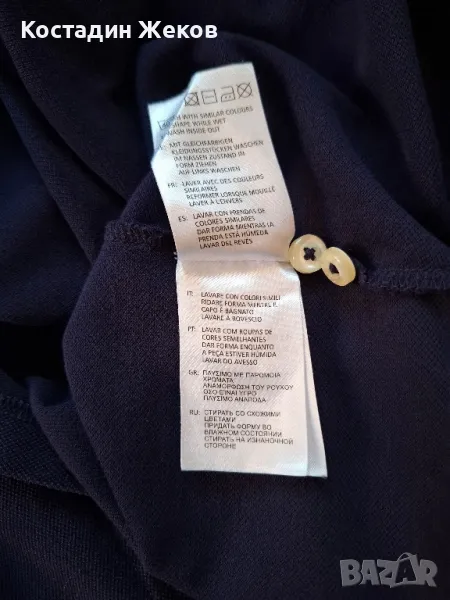 Костадин Жеков
WITH SIMILAR COLOURS
RESHAPE WHILE WET
WASH INSIDE OUT
MIT GLEICHFARBIGEN
KLEIDUNGSSTÜCKEN WASCHEN
IM NASSEN ZUSTAND IN
FORM ZIEHEN
AUF LINKS WASCHEN
FR: LAVER AVEC DES COULEURS
SIMILAIRES
REFORMER LORSQUE MOUILLÉ
LAVER À L'ENVERS
ES: LAVAR CON PRENDAS DE
COLORES SIMILARES
DAR FORMA MIENTRAS LA
PRENDA ESTÁ HÚMEDA
LAVAR DEL REVÉS
IT: LAVARE CON COLORI SIMILI
RIDARE FORMA MENTRE IL
CAPO È BAGNATO
LAVARE A ROVESCIO
PT: LAVAR COM ROUPAS DE
CORES SEMELHANTES
DAR FORMA ENQUANTO
A PEÇA ESTIVER HÚMIDA
LAVAR DO AVESSO
GR: ΠΛΥΣΙΜΟ ΜΕ ΠΑΡΟΜΟΙΑ
ΧΡΩΜΑΤΑ
ΑΝΑΜΟΡΦΩΣΗ ΤΟΥ ΡΟΥΧΟΥ
ΟΣΟ ΕΙΝΑΙ ΥΓΡΟ
ΠΛΥΣΙΜΟ ΑΝΑΠΟΔΑ
RU: СТИРАТЬ СО СХОЖИМИ
ЦВЕТАМИ
ПРИДАТЬ ФОРМУ ВО
ВЛАЖНОМ СОСТОЯНИИ
СТИРАТЬ НА ИЗНАНОЧНОЙ
СТОРОНЕ
BAZAR